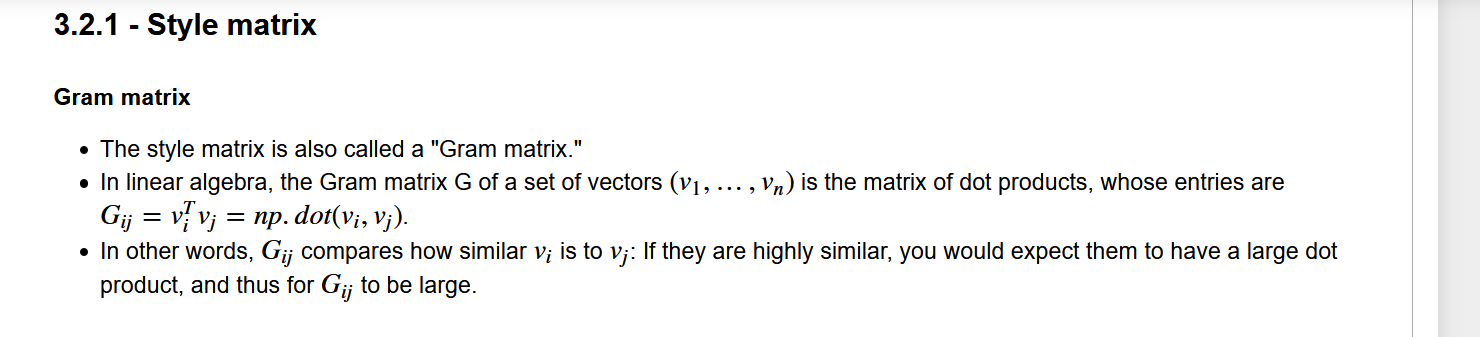 3.2.1 - Style matrix
Gram matrix
• The style matrix is also called a "Gram matrix."
• In linear algebra, the Gram matrix G of a set of vectors (v₁, … , vₙ) is the matrix of dot products, whose entries are
Gᵢⱼ = vᵢᵀvⱼ = np. dot(vᵢ, vⱼ).
• In other words, Gᵢⱼ compares how similar vᵢ is to vⱼ: If they are highly similar, you would expect them to have a large dot
product, and thus for Gᵢⱼ to be large.